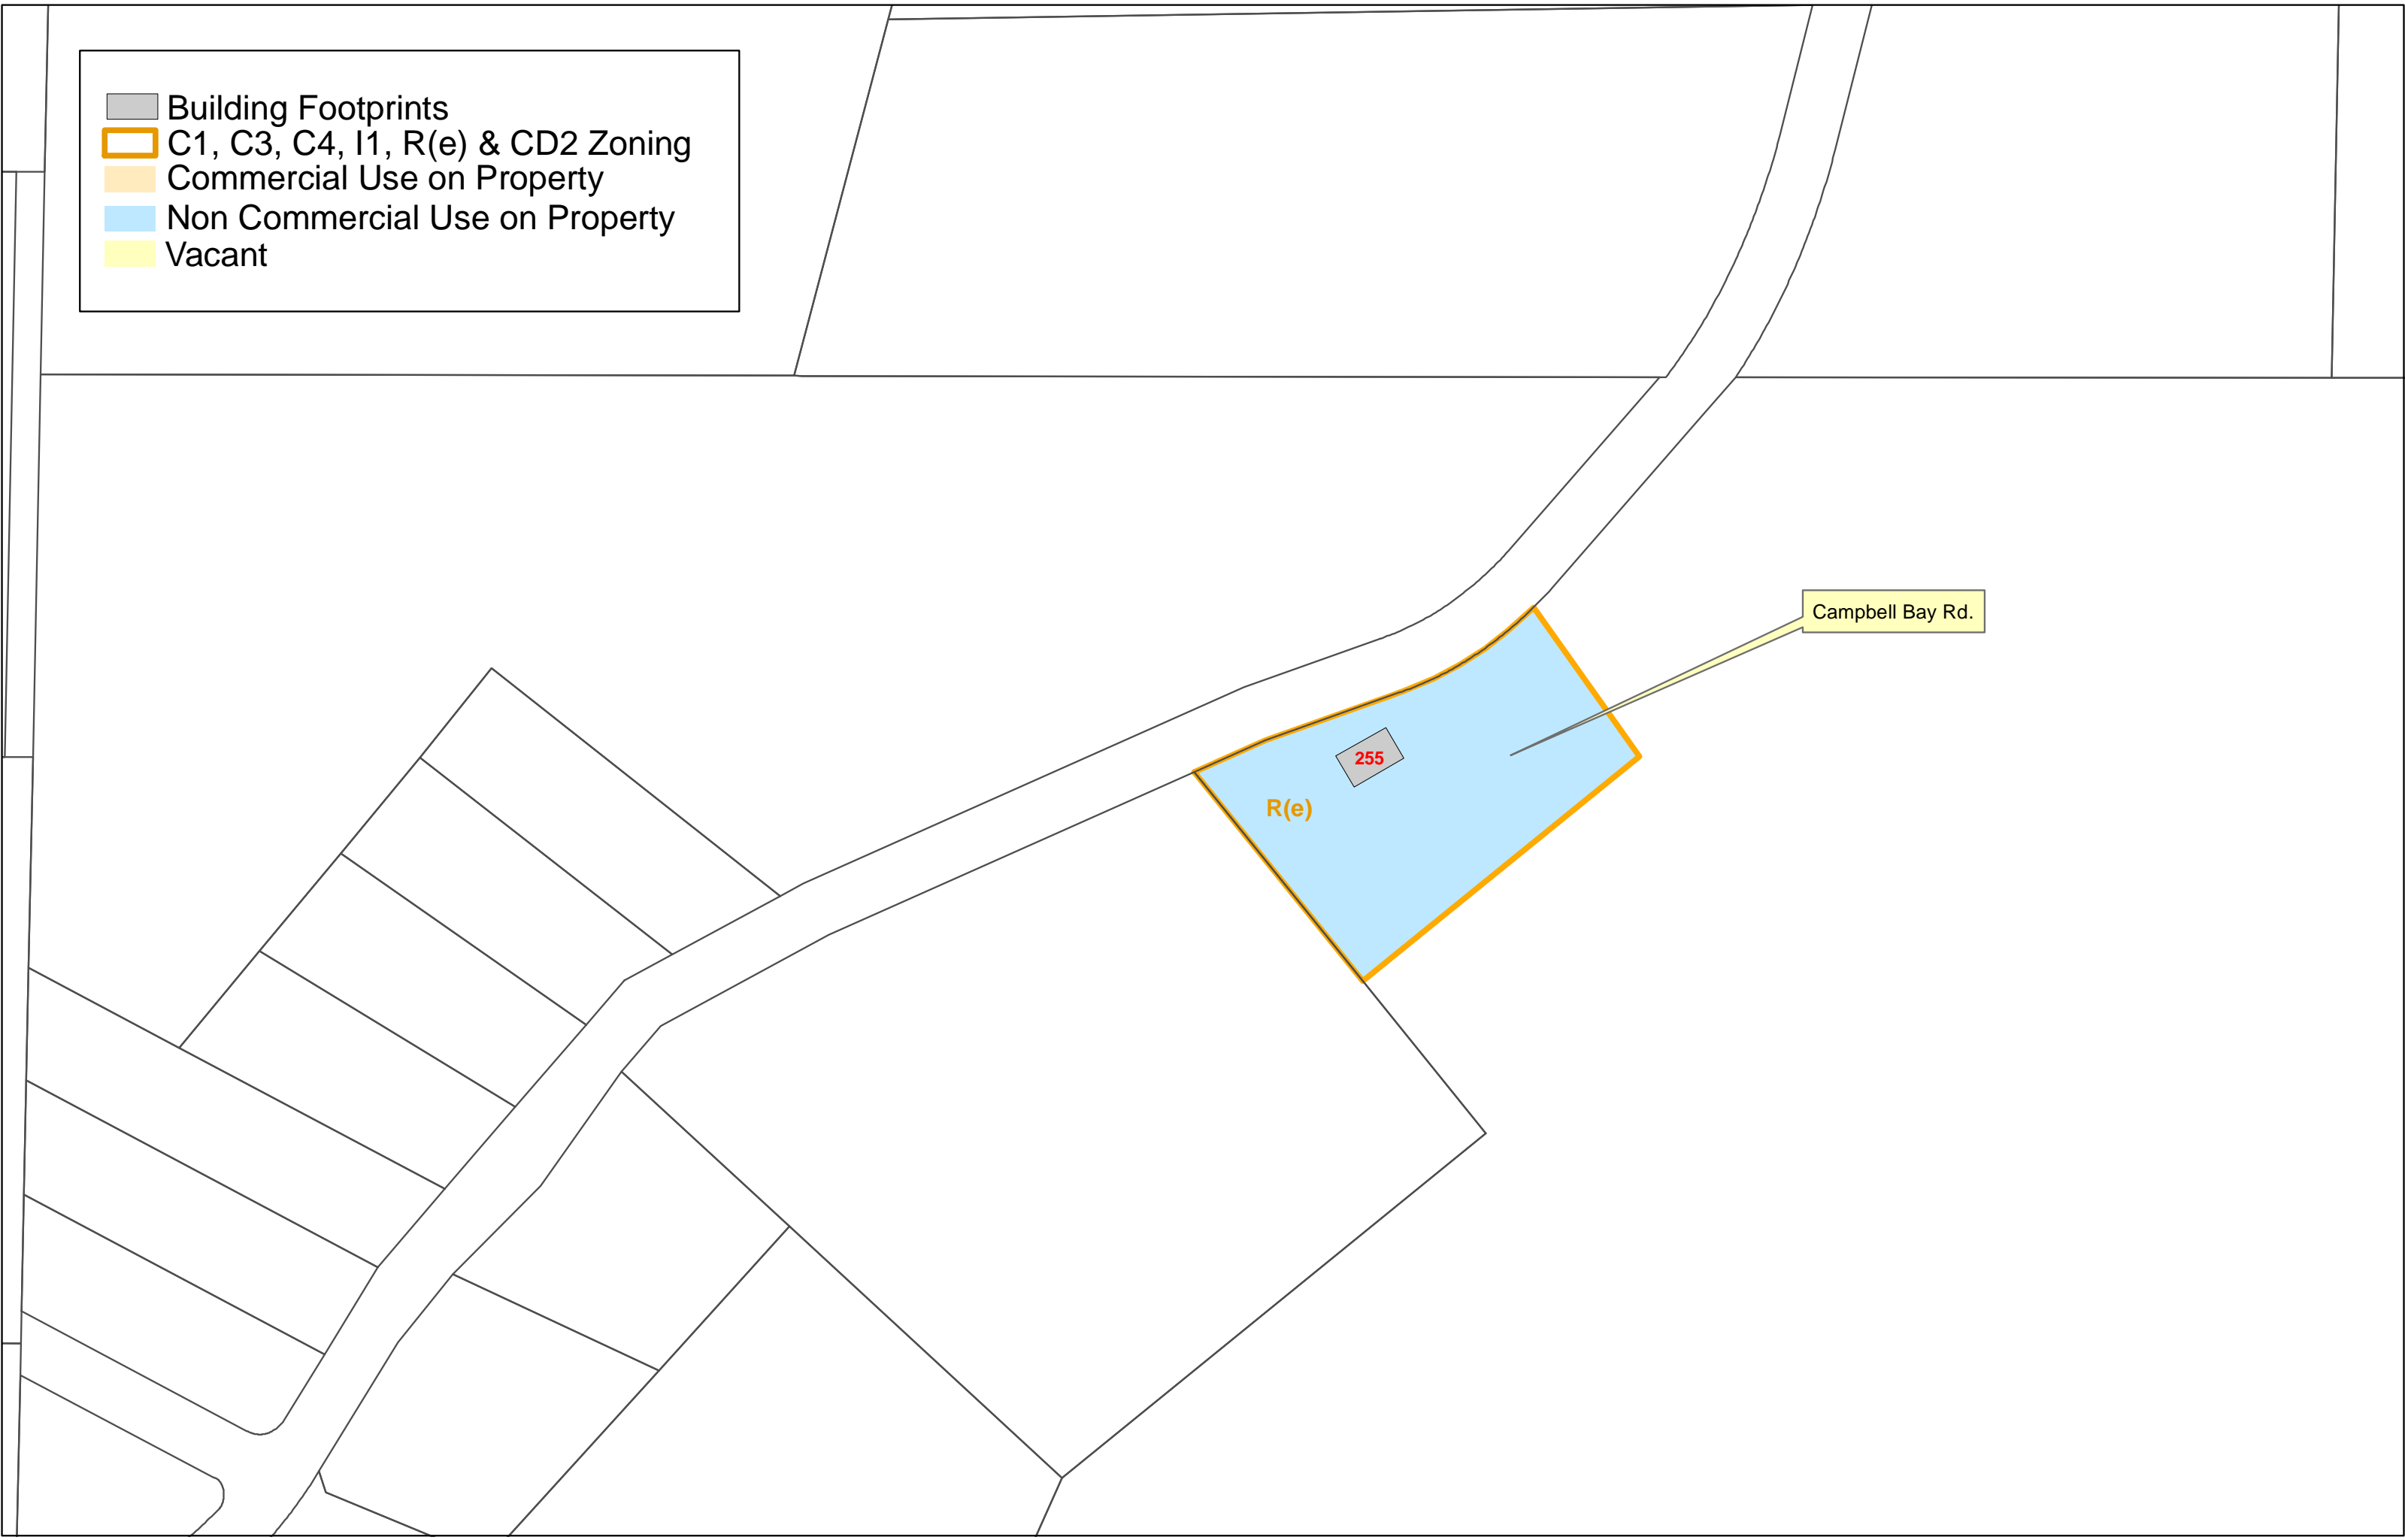 Building Footprints
C1, C3, C4, I1, R(e) & CD2 Zoning
Commercial Use on Property
Non Commercial Use on Property
Vacant
Campbell Bay Rd.
255
R(e)